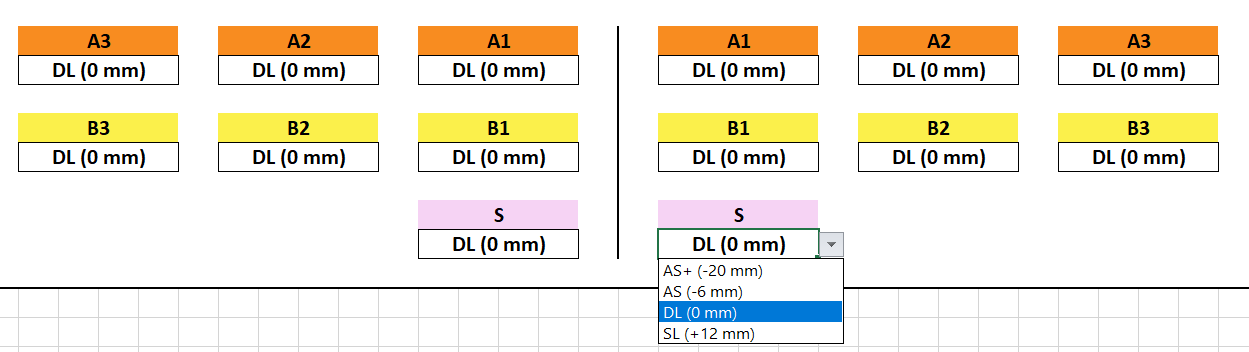 A3 A2 A1 A1 A2 A3
DL (0 mm) DL (0 mm) DL (0 mm) DL (0 mm) DL (0 mm) DL (0 mm)
B3 B2 B1 B1 B2 B3
DL (0 mm) DL (0 mm) DL (0 mm) DL (0 mm) DL (0 mm) DL (0 mm)
S S
DL (0 mm) DL (0 mm)
AS+ (-20 mm)
AS (-6 mm)
DL (0 mm)
SL (+12 mm)